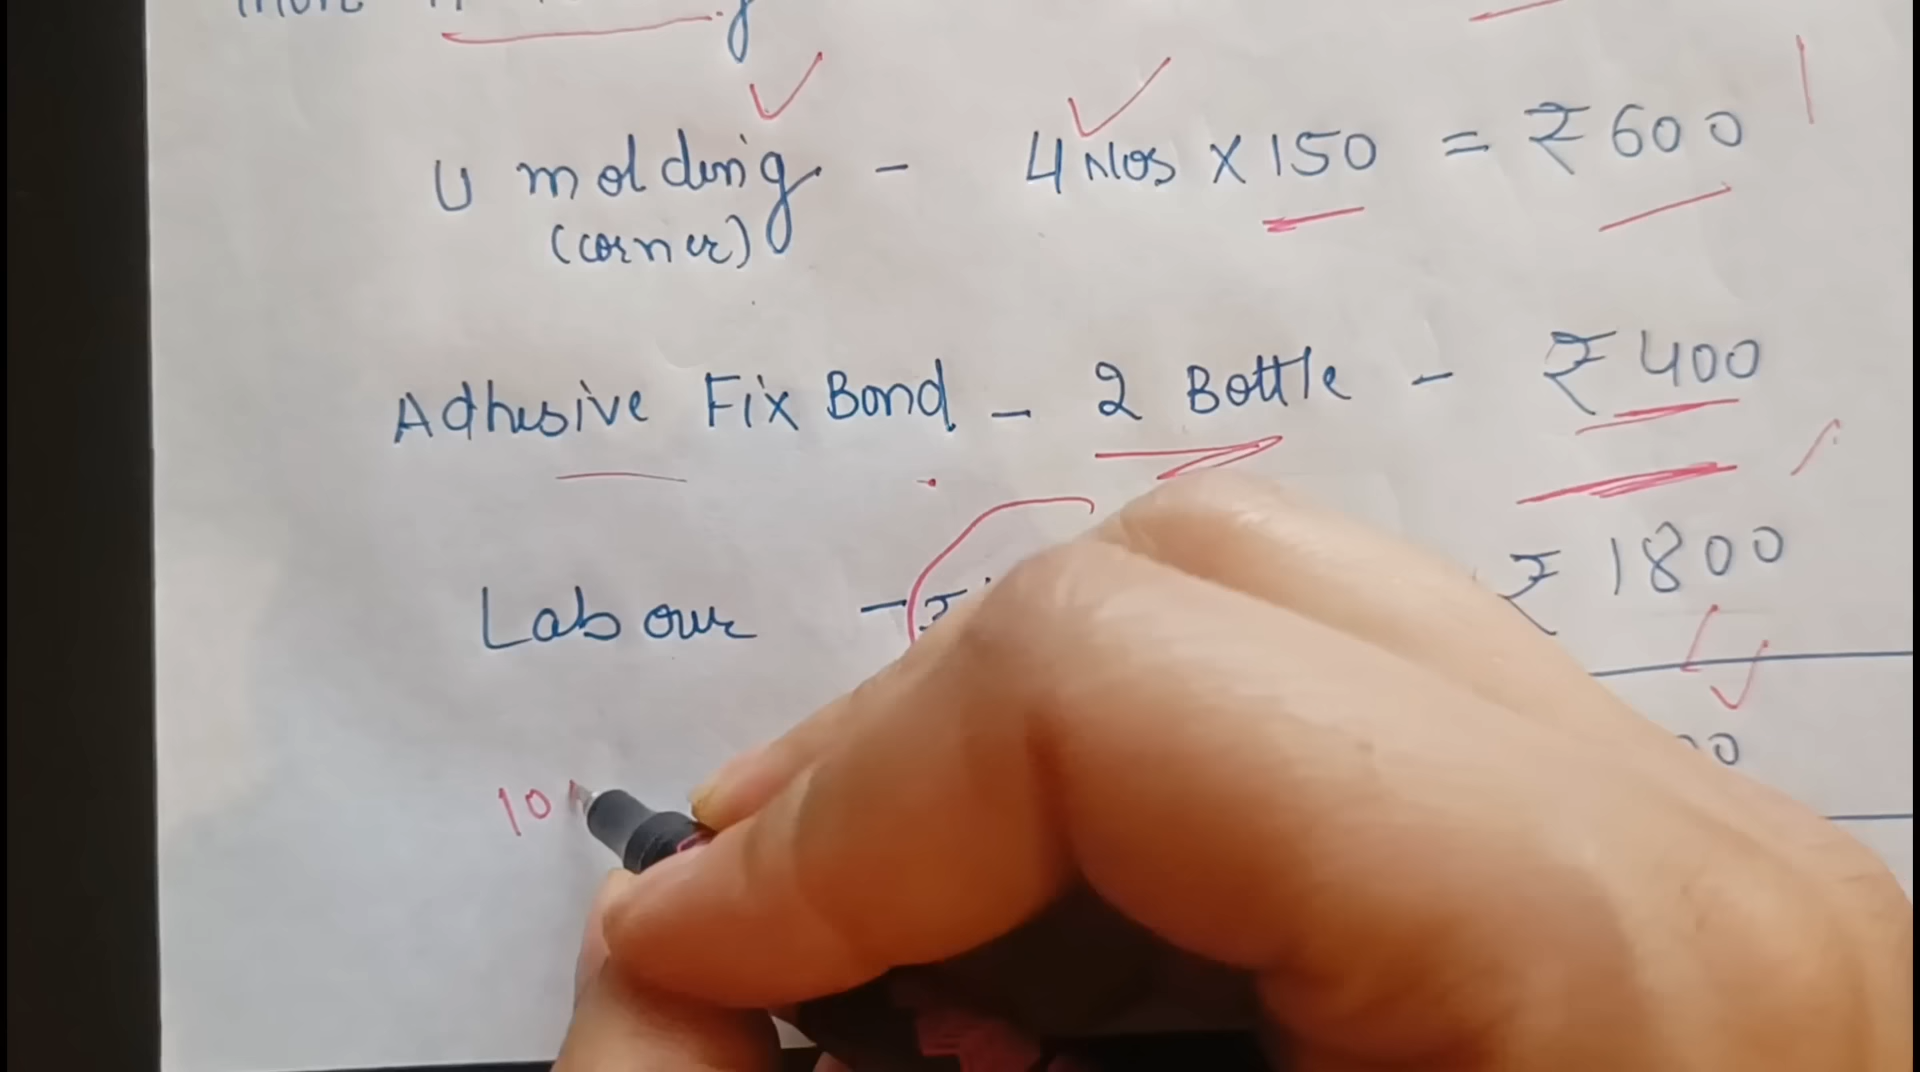 U molding - 4 Nos x 150 = ₹ 600
(corner)
Adhesive Fix Bond - 2 Bottle - ₹ 400
Labour - ₹ ₹ 1800
10